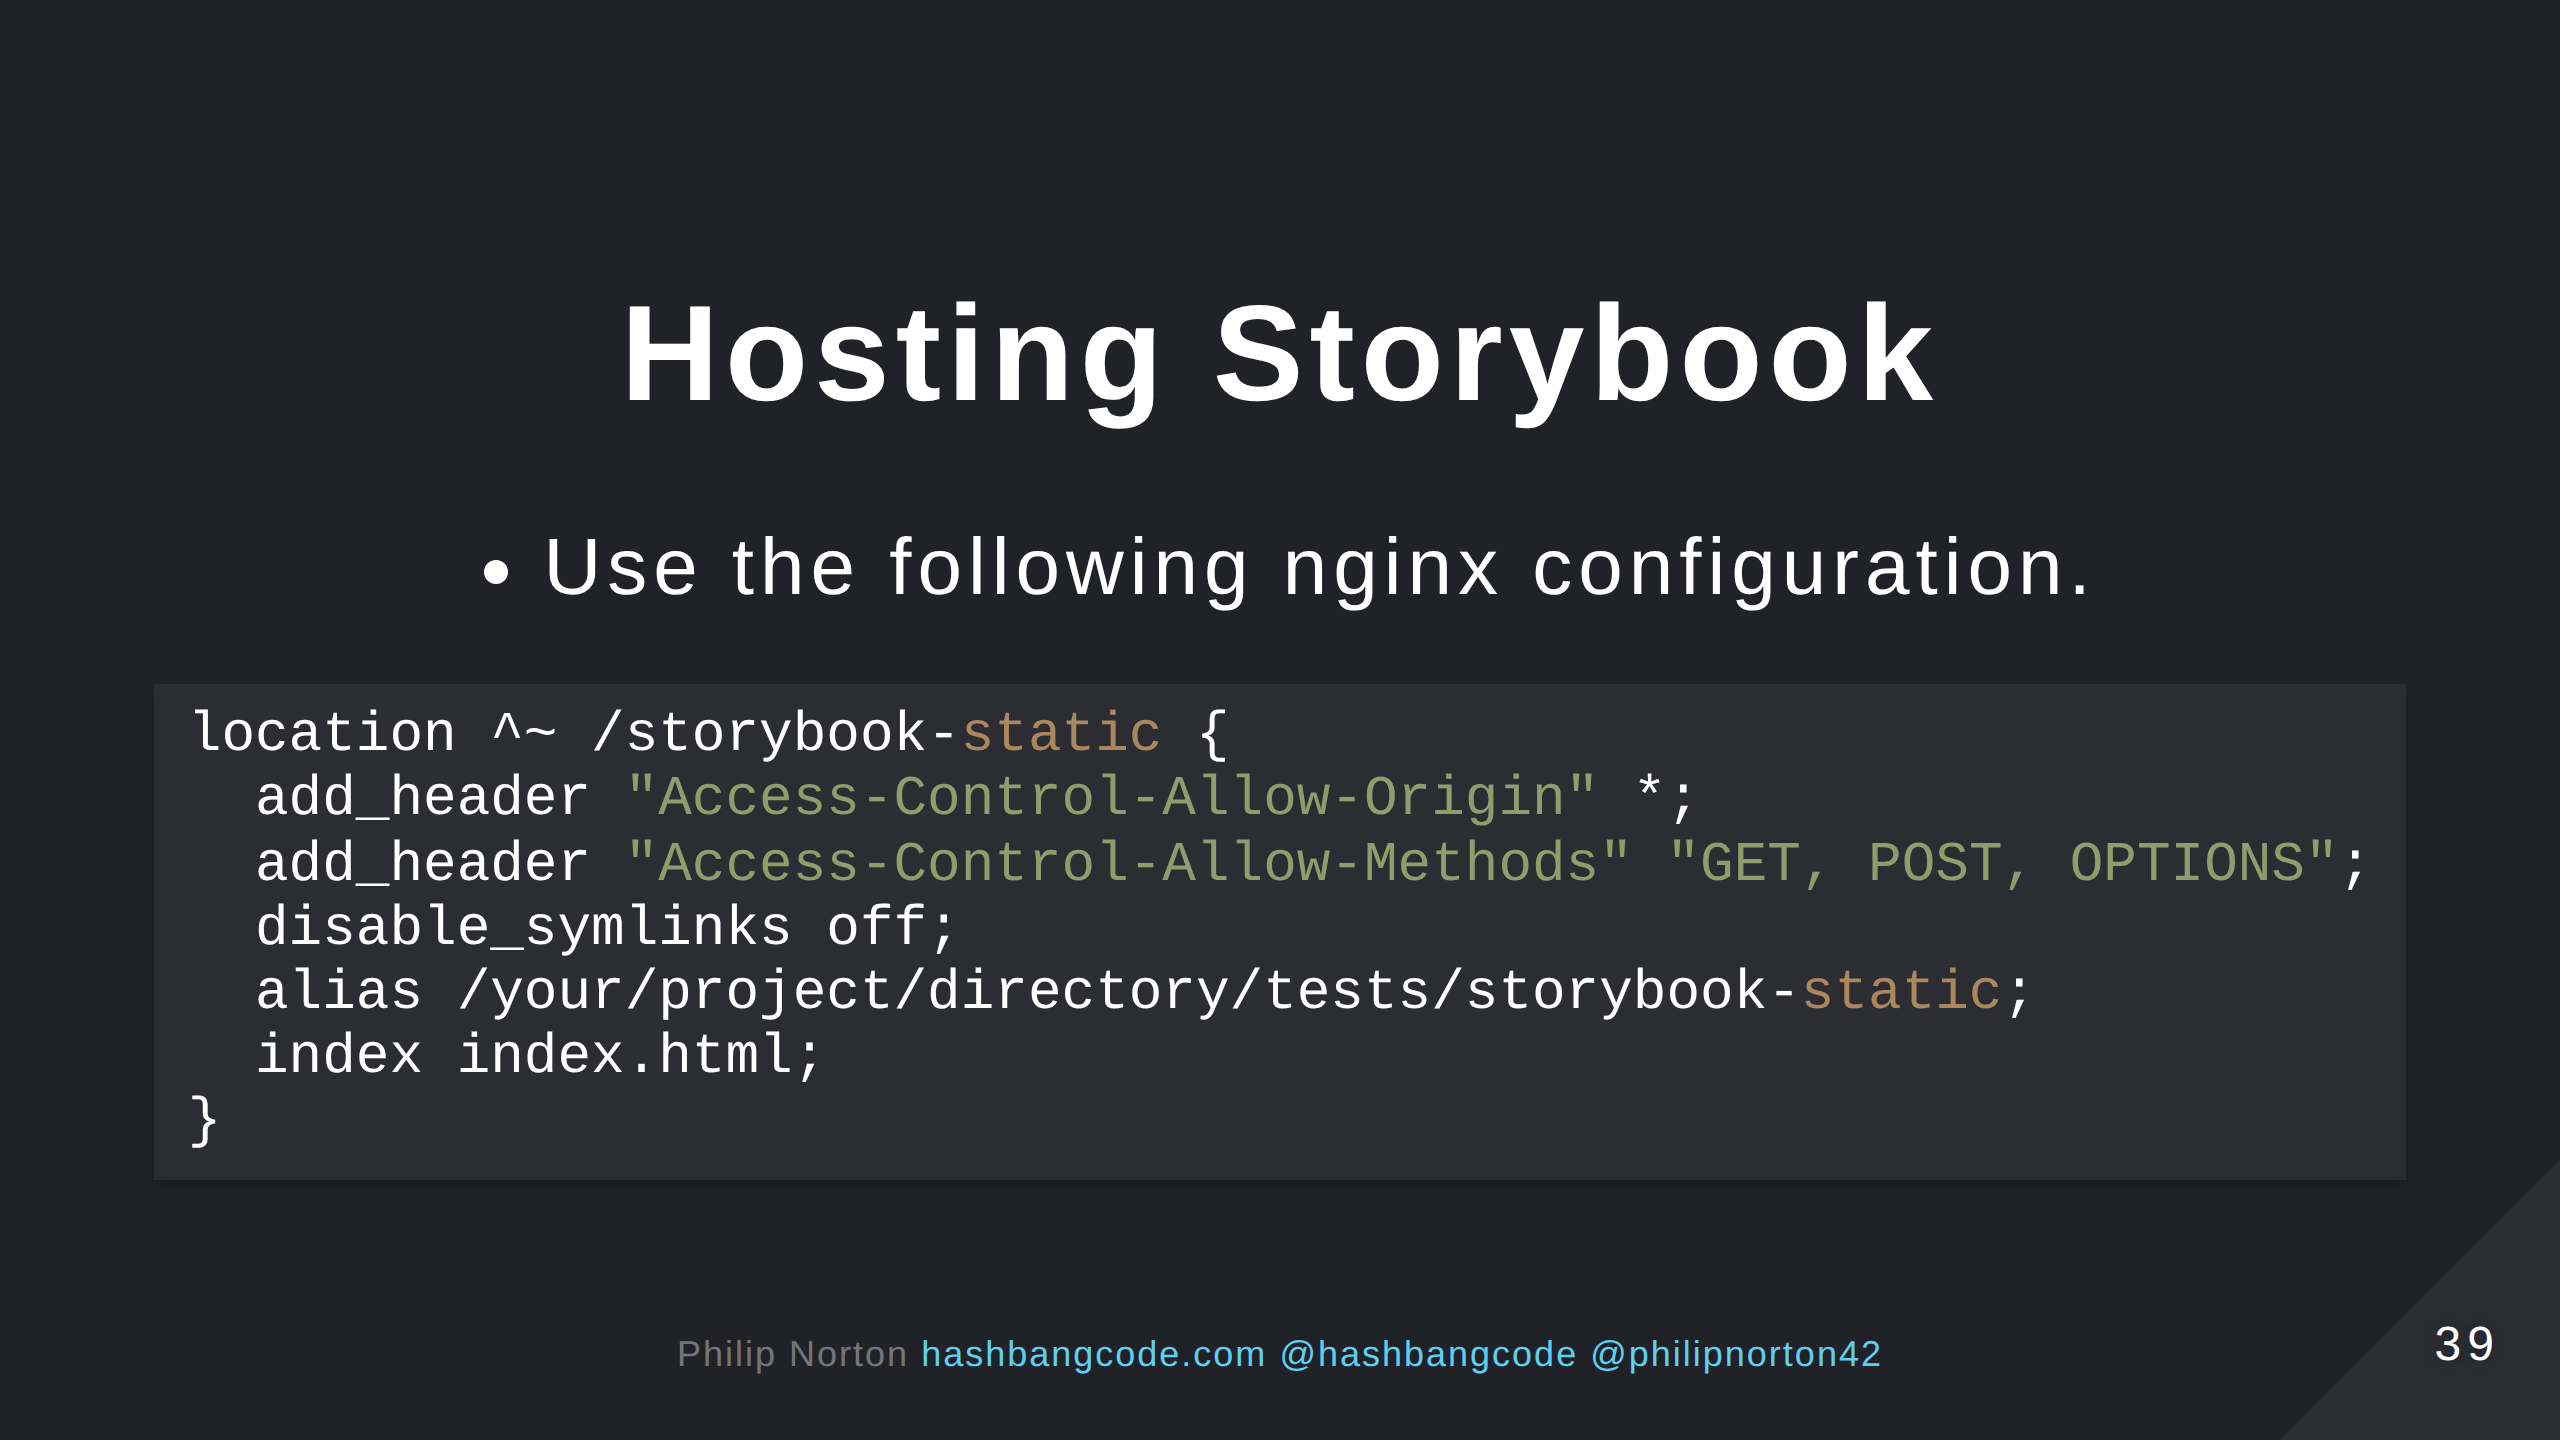 Hosting Storybook
• Use the following nginx configuration.
location ^~ /storybook-static {
  add_header "Access-Control-Allow-Origin" *;
  add_header "Access-Control-Allow-Methods" "GET, POST, OPTIONS";
  disable_symlinks off;
  alias /your/project/directory/tests/storybook-static;
  index index.html;
}
Philip Norton hashbangcode.com @hashbangcode @philipnorton42
39